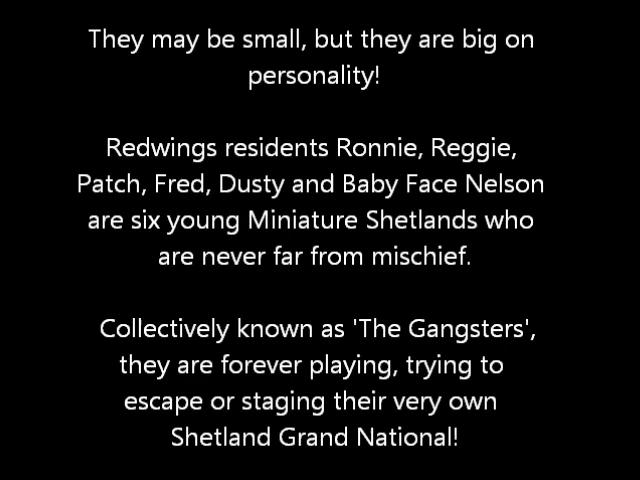 They may be small, but they are big on
personality!
Redwings residents Ronnie, Reggie,
Patch, Fred, Dusty and Baby Face Nelson
are six young Miniature Shetlands who
are never far from mischief.
Collectively known as 'The Gangsters',
they are forever playing, trying to
escape or staging their very own
Shetland Grand National!